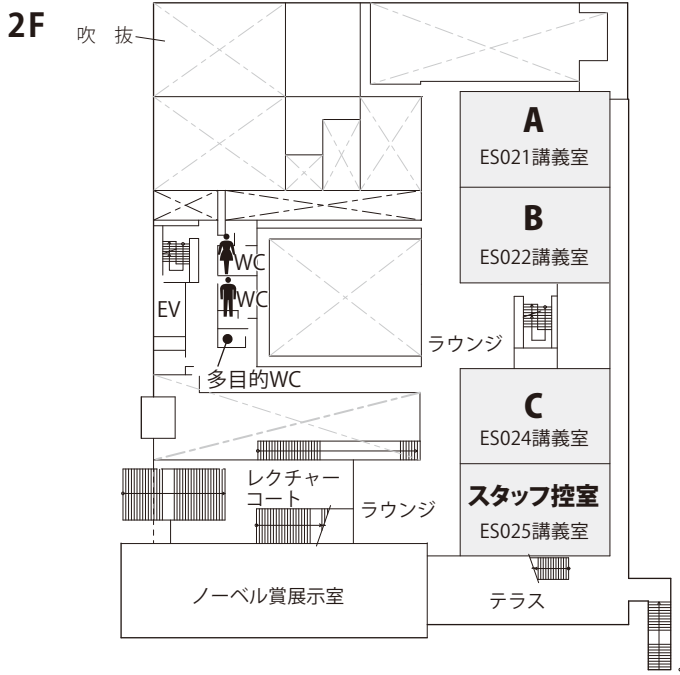 2F
吹 抜
A
ES021講義室
B
ES022講義室
WC
WC
EV
多目的WC
ラウンジ
C
ES024講義室
レクチャー
コート
ラウンジ
スタッフ控室
ES025講義室
ノーベル賞展示室
テラス